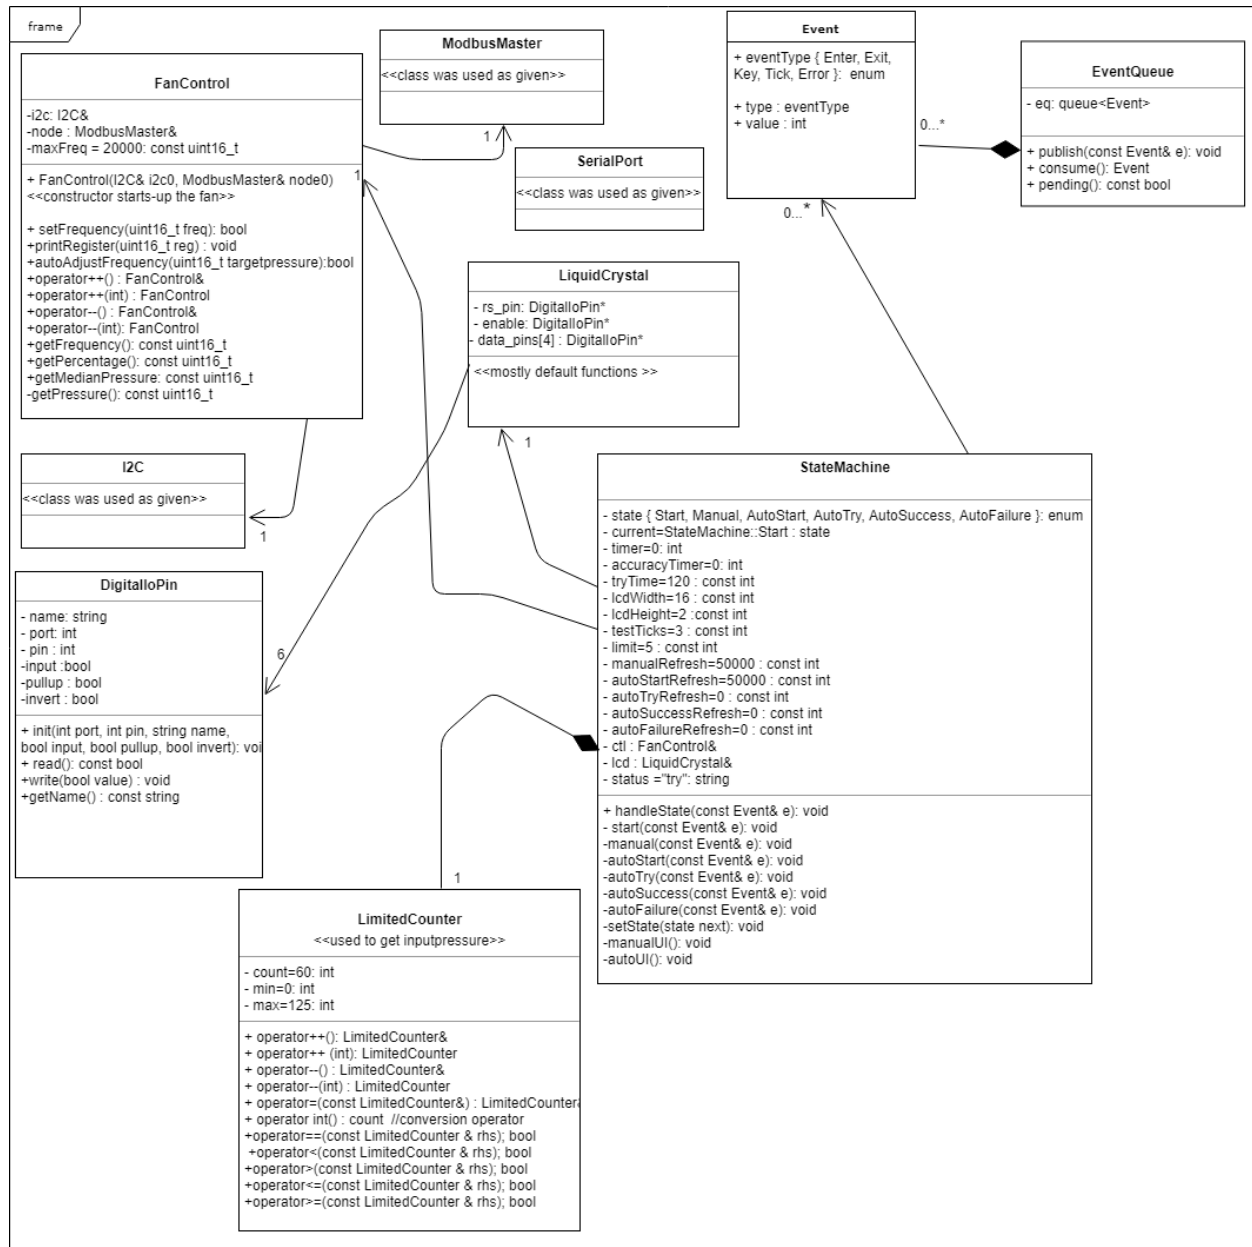 frame
FanControl
-i2c: I2C&
-node : ModbusMaster&
-maxFreq = 20000: const uint16_t
+ FanControl(I2C& i2c0, ModbusMaster& node0)
<<constructor starts-up the fan>>
+ setFrequency(uint16_t freq): bool
+printRegister(uint16_t reg) : void
+autoAdjustFrequency(uint16_t targetpressure):bool
+operator++() : FanControl&
+operator++(int) : FanControl
+operator--() : FanControl&
+operator--(int): FanControl
+getFrequency(): const uint16_t
+getPercentage(): const uint16_t
+getMedianPressure: const uint16_t
-getPressure(): const uint16_t
ModbusMaster
<<class was used as given>>
1
1
SerialPort
<<class was used as given>>
Event
+ eventType { Enter, Exit,
Key, Tick, Error }:  enum
+ type : eventType
+ value : int
0...*
0...*
EventQueue
- eq: queue<Event>
+ publish(const Event& e): void
+ consume(): Event
+ pending(): const bool
LiquidCrystal
- rs_pin: DigitalIoPin*
- enable: DigitalIoPin*
- data_pins[4] : DigitalIoPin*
<<mostly default functions >>
1
I2C
<<class was used as given>>
1
DigitalIoPin
- name: string
- port: int
- pin : int
-input :bool
-pullup : bool
-invert : bool
+ init(int port, int pin, string name,
bool input, bool pullup, bool invert): voi
+ read(): const bool
+write(bool value) : void
+getName() : const string
6
StateMachine
- state { Start, Manual, AutoStart, AutoTry, AutoSuccess, AutoFailure }: enum
- current=StateMachine::Start : state
- timer=0: int
- accuracyTimer=0: int
- tryTime=120 : const int
- lcdWidth=16 : const int
- lcdHeight=2 :const int
- testTicks=3 : const int
- limit=5 : const int
- manualRefresh=50000 : const int
- autoStartRefresh=50000 : const int
- autoTryRefresh=0 : const int
- autoSuccessRefresh=0 : const int
- autoFailureRefresh=0 : const int
- ctl : FanControl&
- lcd : LiquidCrystal&
- status ="try": string
+ handleState(const Event& e): void
- start(const Event& e): void
-manual(const Event& e): void
-autoStart(const Event& e): void
-autoTry(const Event& e): void
-autoSuccess(const Event& e): void
-autoFailure(const Event& e): void
-setState(state next): void
-manualUI(): void
-autoUI(): void
1
LimitedCounter
<<used to get inputpressure>>
- count=60: int
- min=0: int
- max=125: int
+ operator++(): LimitedCounter&
+ operator++ (int): LimitedCounter
+ operator--() : LimitedCounter&
+ operator--(int) : LimitedCounter
+ operator=(const LimitedCounter&) : LimitedCounter&
+ operator int() : count  //conversion operator
+operator==(const LimitedCounter & rhs); bool
+operator<(const LimitedCounter & rhs); bool
+operator>(const LimitedCounter & rhs); bool
+operator<=(const LimitedCounter & rhs); bool
+operator>=(const LimitedCounter & rhs); bool